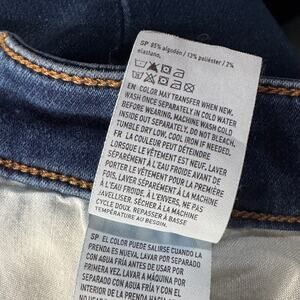 SP 85% algodón / 13% poliéster / 2%
elastano,
EN: COLOR MAY TRANSFER WHEN NEW.
WASH ONCE SEPARATELY IN COLD WATER
BEFORE WEARING, MACHINE WASH COLD
INSIDE OUT SEPARATELY, DO NOT BLEACH,
TUMBLE DRY LOW, COOL IRON IF NEEDED.
FR LA COULEUR PEUT DÉTEINDRE
LORSQUE LE VÊTEMENT EST NEUF, LAVER
SÉPARÉMENT À L'EAU FROIDE AVANT DE
PORTER LE VÊTEMENT POUR LA PREMIÈRE
FOIS, LAVER SÉPARÉMENT À LA MACHINE
À L'EAU FROIDE, À L'ENVERS, NE PAS
JAVELLISER, SÉCHER À LA MACHINE
CYCLE DOUX. REPASSER À BASSE
TEMPÉRATURE AU BESOIN.
SP EL COLOR PUEDE SALIRSE CUANDO LA
PRENDA ES NUEVA, LAVAR POR SEPARADO
CON AGUA FRÍA ANTES DE USAR POR
PRIMERA VEZ, LAVAR A MÁQUINA POR
SEPARADO CON AGUA FRÍA Y CON EL
INTERIOR DE LA PRENDA HACIA